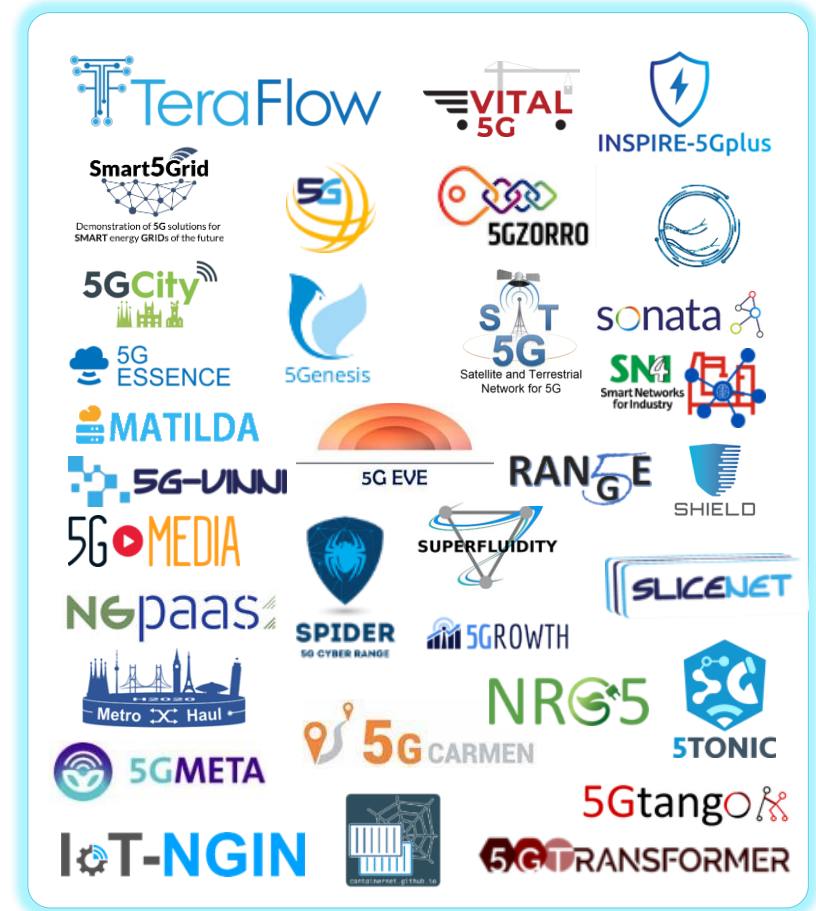 TeraFlow
VITAL
5G
INSPIRE-5Gplus
Smart5Grid
Demonstration of 5G solutions for
SMART energy GRIDs of the future
5G
5GZORRO
5GCity
5Genesis
S T
5G
Satellite and Terrestrial
Network for 5G
sonata
5G
ESSENCE
SN4I
Smart Networks
for Industry
MATILDA
5G EVE
5G-VINNI
RAN5GE
SHIELD
5G MEDIA
SUPERFLUIDITY
SLICENET
NGpaas
SPIDER
5G CYBER RANGE
5GROWTH
H2020
Metro Haul
NRG5
5G
5TONIC
5G CARMEN
5GMETA
5Gtango
IoT-NGIN
containernet.github.io
5GTRANSFORMER